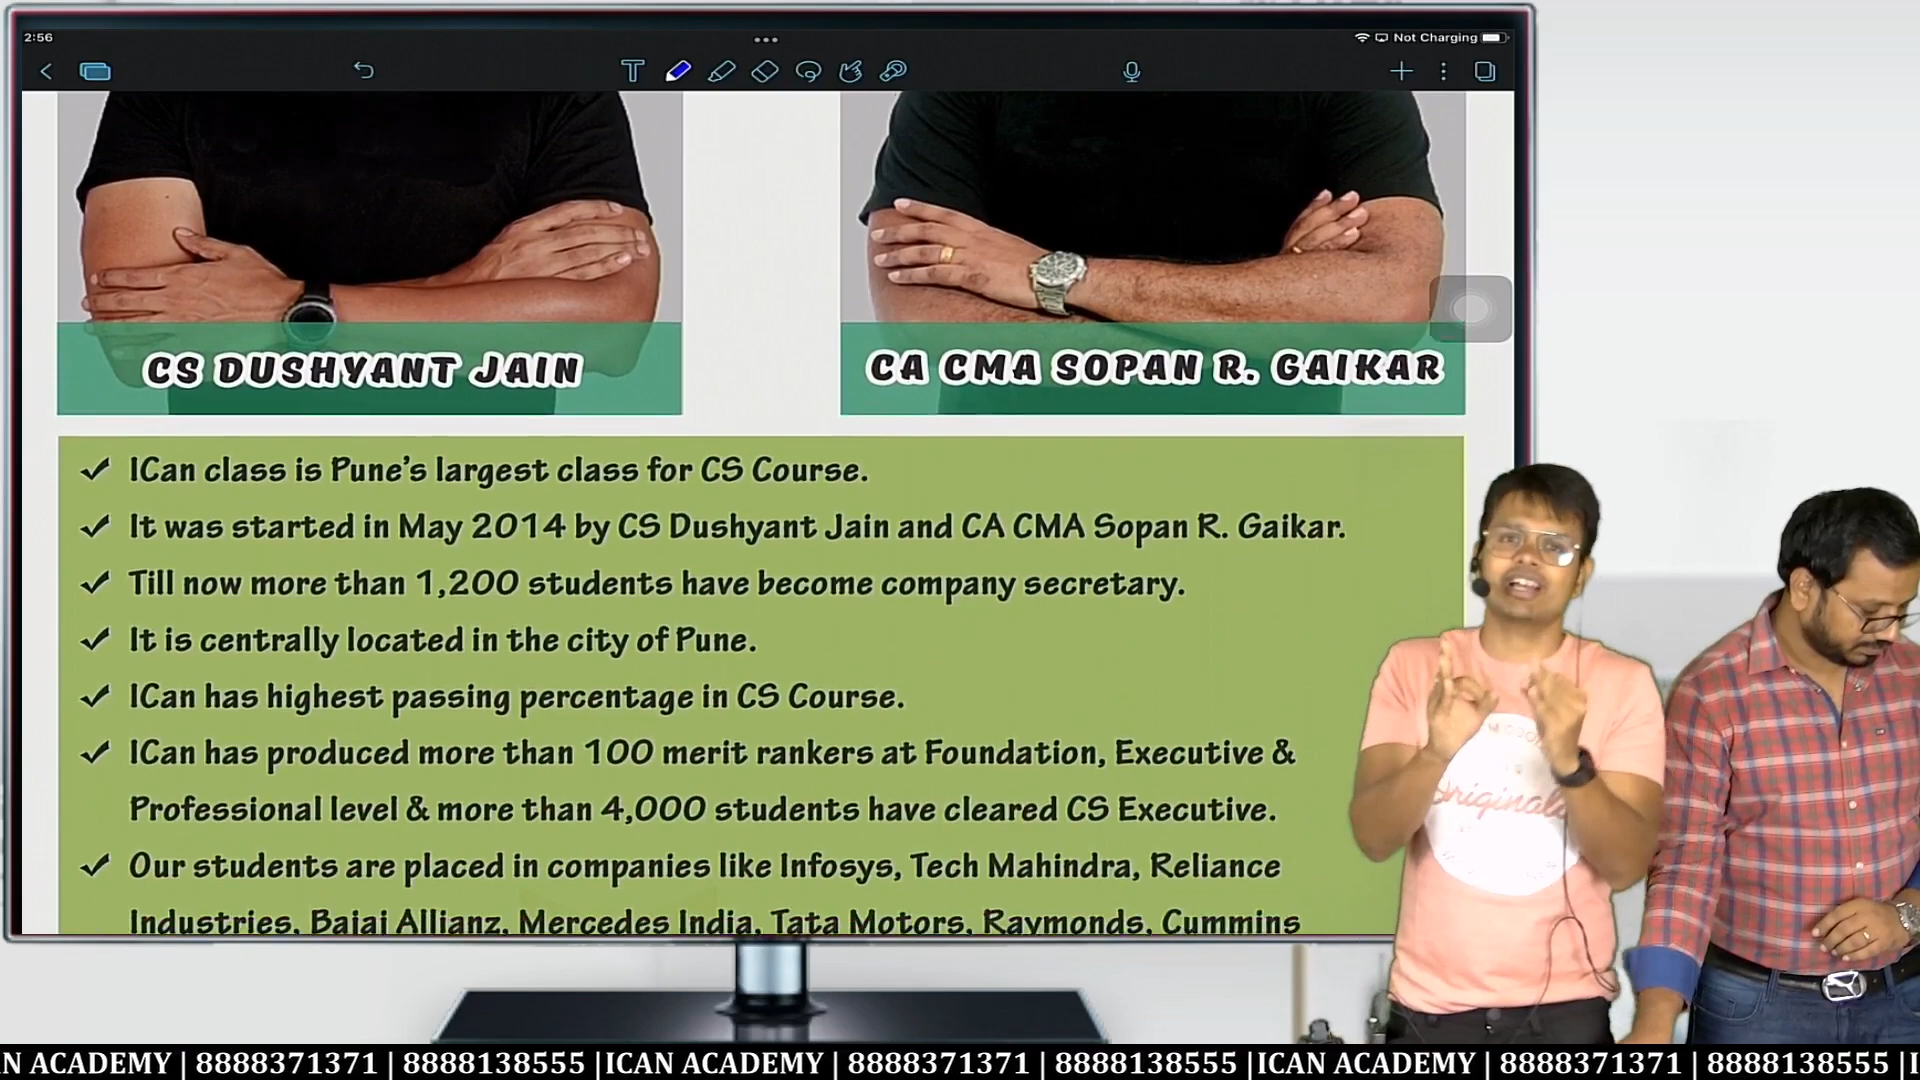 2:56
Not Charging
CS DUSHYANT JAIN
CA CMA SOPAN R. GAIKAR
ICan class is Pune's largest class for CS Course.
It was started in May 2014 by CS Dushyant Jain and CA CMA Sopan R. Gaikar.
Till now more than 1,200 students have become company secretary.
It is centrally located in the city of Pune.
ICan has highest passing percentage in CS Course.
ICan has produced more than 100 merit rankers at Foundation, Executive &
Professional level & more than 4,000 students have cleared CS Executive.
Our students are placed in companies like Infosys, Tech Mahindra, Reliance
Industries, Bajaj Allianz, Mercedes India, Tata Motors, Raymonds, Cummins
Originals
AN ACADEMY | 8888371371 | 8888138555 |ICAN ACADEMY | 8888371371 | 8888138555 |ICAN ACADEMY | 8888371371 | 8888138555 |I